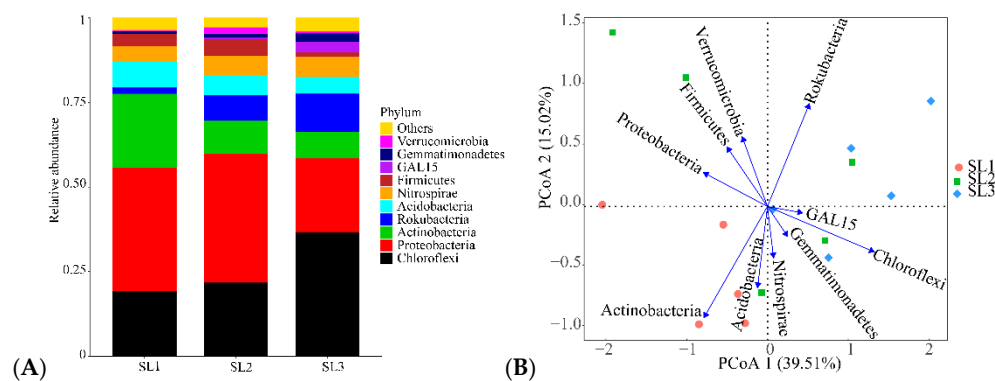 1
0.75
0.50
0.25
0
Relative abundance
SL1
SL2
SL3
Phylum
Others
Verrucomicrobia
Gemmatimonadetes
GAL15
Firmicutes
Nitrospirae
Acidobacteria
Rokubacteria
Actinobacteria
Proteobacteria
Chloroflexi
(A)
1.5
1.0
0.5
0.0
−0.5
−1.0
PCoA 2 (15.02%)
Verrucomicrobia
Firmicutes
Proteobacteria
Rokubacteria
GAL15
Chloroflexi
Gemmatimonadetes
Nitrospirac
Acidobacteria
Actinobacteria
−2
−1
0
1
2
PCoA 1 (39.51%)
SL1
SL2
SL3
(B)